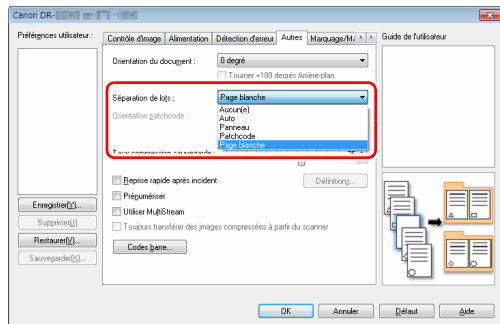 Canon DR-
Préférences utilisateur :
Contrôle d'image Alimentation Détection d'erreur Autres Marquage/M
Guide de l'utilisateur
Orientation du document : 0 degré
Tourner +180 degrés Arrière-plan
Séparation de lots : Page blanche
Orientation patchcode :
Aucun(e)
Auto
Panneau
Patchcode
Page blanche
Taux compression sauvegarde :
Reprise rapide après incident Définitions...
Prénumériser
Utiliser MultiStream
Toujours transférer des images compressées à partir du scanner
Codes barre...
Enregistrer(Y)...
Supprimer(J)
Restaurer(V)...
Sauvegarder(X)...
OK Annuler Défaut Aide